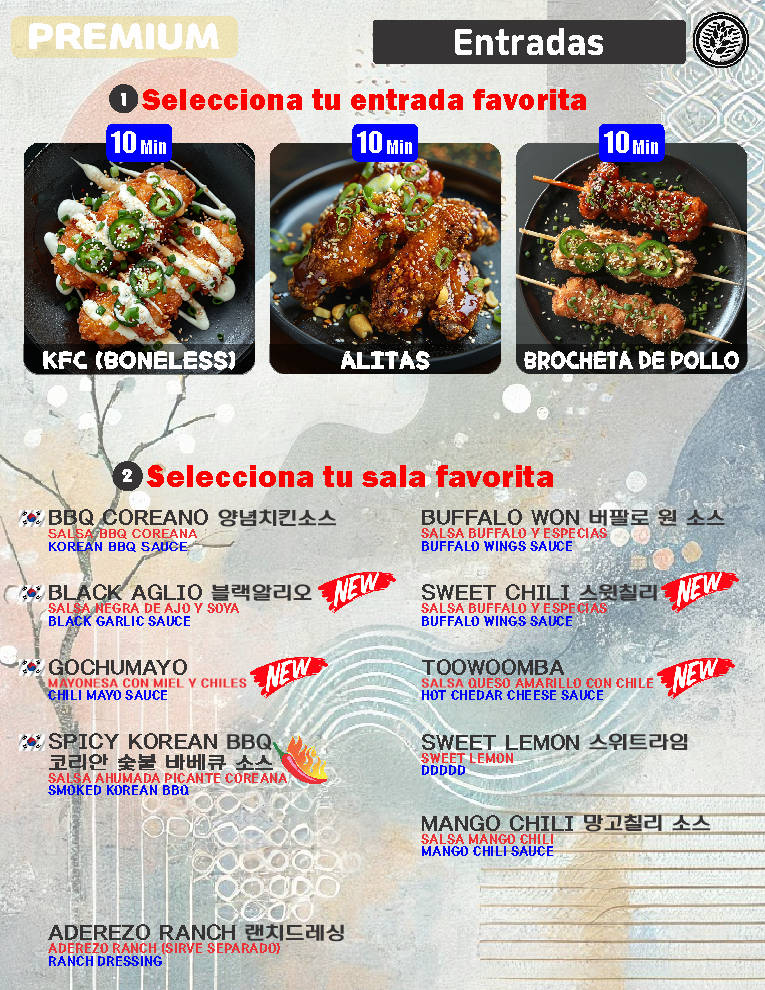 PREMIUM
Entradas
1 Selecciona tu entrada favorita
10 Min
10 Min
10 Min
KFC (BONELESS)
ALITAS
BROCHETA DE POLLO
2 Selecciona tu sala favorita
BBQ COREANO 양념치킨소스
SALSA BBQ COREANA
KOREAN BBQ SAUCE
BLACK AGLIO 블랙알리오 NEW
SALSA NEGRA DE AJO Y SOYA
BLACK GARLIC SAUCE
GOCHUMAYO NEW
MAYONESA CON MIEL Y CHILES
CHILI MAYO SAUCE
SPICY KOREAN BBQ
코리안 숯불 바베큐 소스
SALSA AHUMADA PICANTE COREANA
SMOKED KOREAN BBQ
ADEREZO RANCH 랜치드레싱
ADEREZO RANCH (SIRVE SEPARADO)
RANCH DRESSING
BUFFALO WON 버팔로 원 소스
SALSA BUFFALO Y ESPECIAS
BUFFALO WINGS SAUCE
SWEET CHILI 스윗칠리 NEW
SALSA BUFFALO Y ESPECIAS
BUFFALO WINGS SAUCE
TOOWOOMBA NEW
SALSA QUESO AMARILLO CON CHILE
HOT CHEDAR CHEESE SAUCE
SWEET LEMON 스위트라임
SWEET LEMON
DDDDD
MANGO CHILI 망고칠리 소스
SALSA MANGO CHILI
MANGO CHILI SAUCE